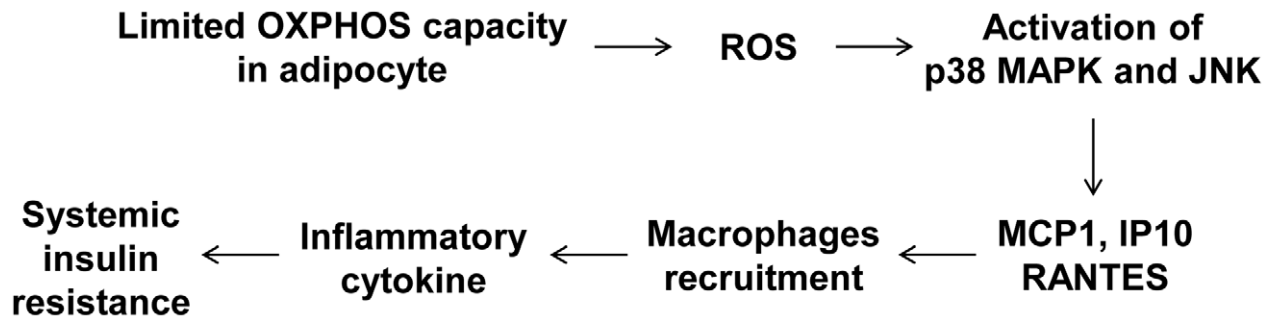 Limited OXPHOS capacity
in adipocyte
ROS
Activation of
p38 MAPK and JNK
MCP1, IP10
RANTES
Macrophages
recruitment
Inflammatory
cytokine
Systemic
insulin
resistance